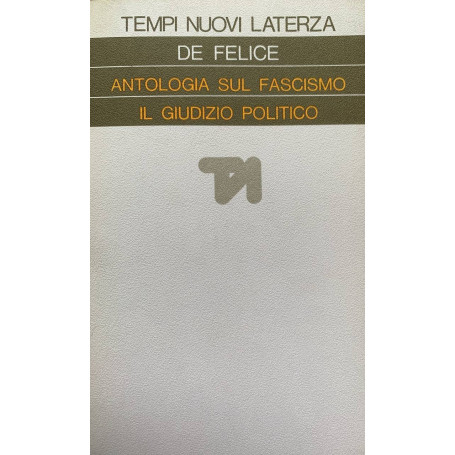 TEMPI NUOVI LATERZA
DE FELICE
ANTOLOGIA SUL FASCISMO
IL GIUDIZIO POLITICO